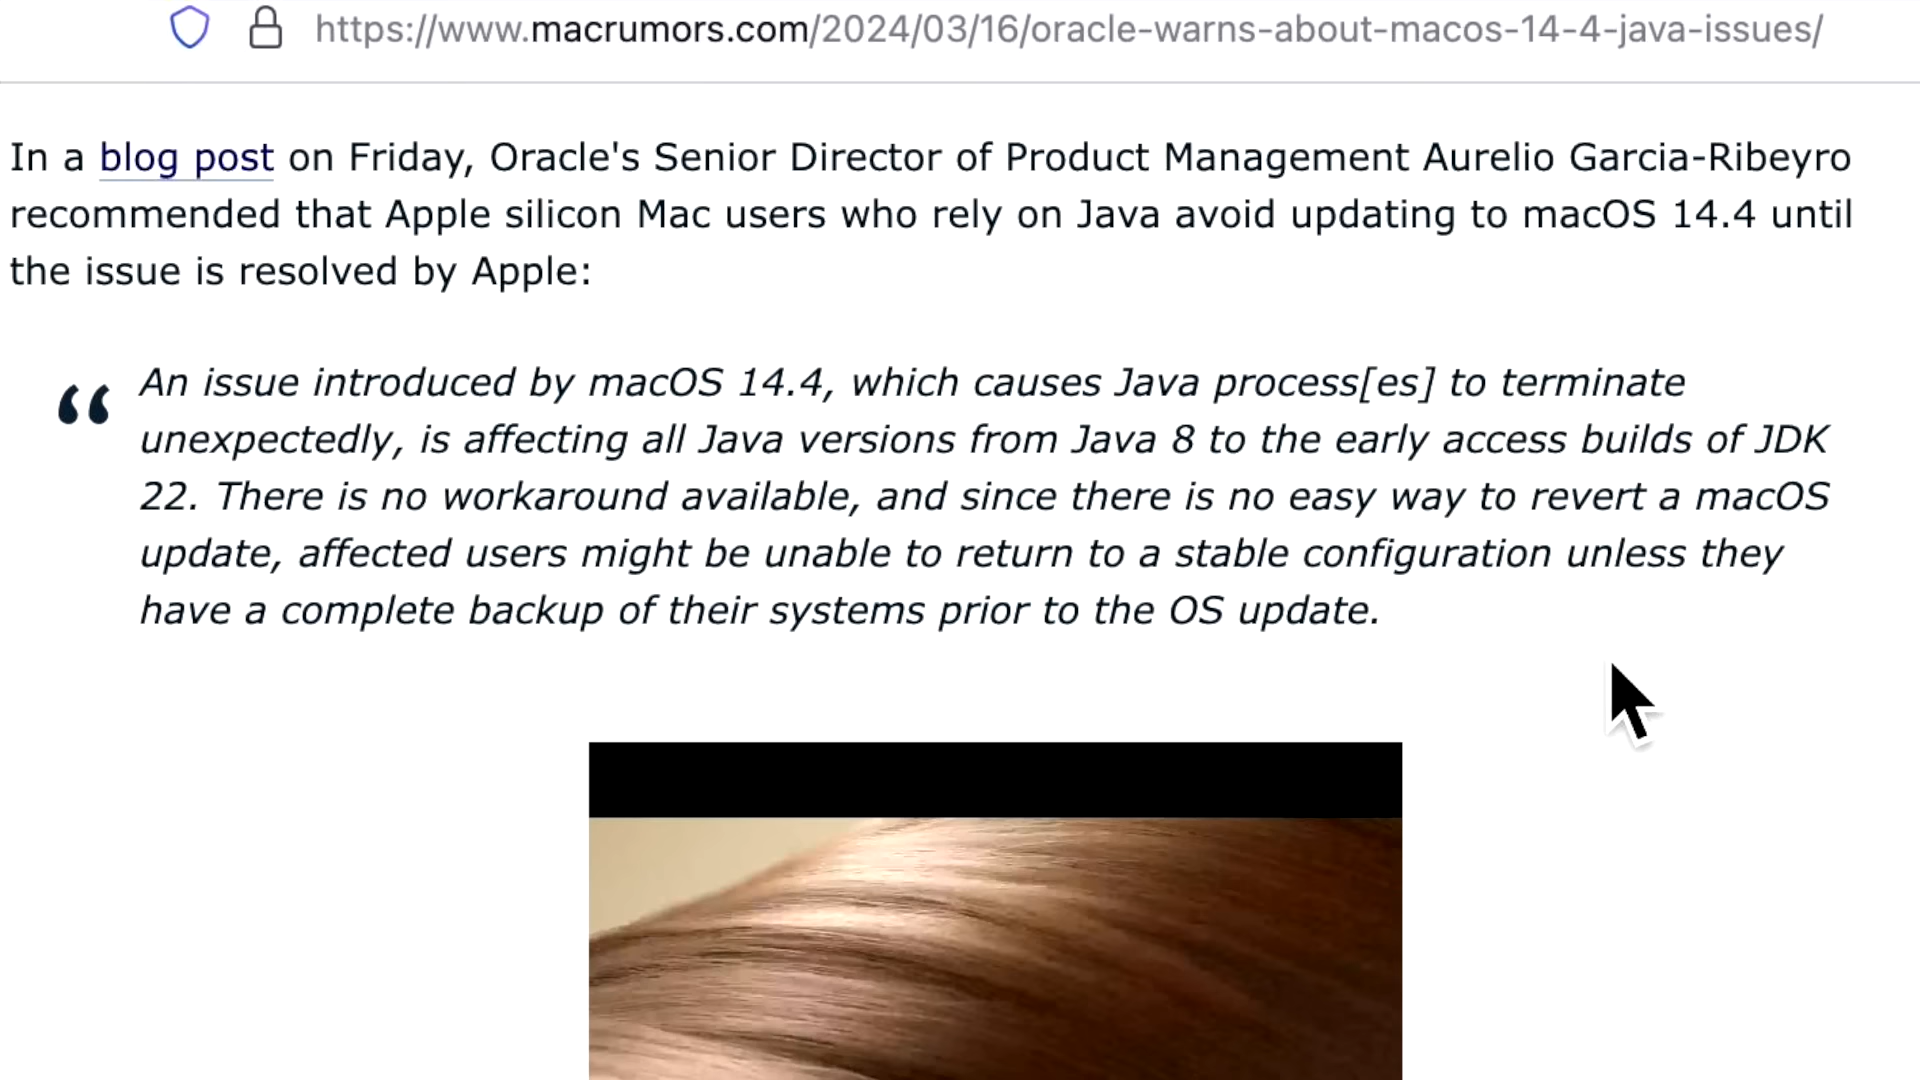 https://www.macrumors.com/2024/03/16/oracle-warns-about-macos-14-4-java-issues/
In a blog post on Friday, Oracle's Senior Director of Product Management Aurelio Garcia-Ribeyro
recommended that Apple silicon Mac users who rely on Java avoid updating to macOS 14.4 until
the issue is resolved by Apple:
“ An issue introduced by macOS 14.4, which causes Java process[es] to terminate
unexpectedly, is affecting all Java versions from Java 8 to the early access builds of JDK
22. There is no workaround available, and since there is no easy way to revert a macOS
update, affected users might be unable to return to a stable configuration unless they
have a complete backup of their systems prior to the OS update.